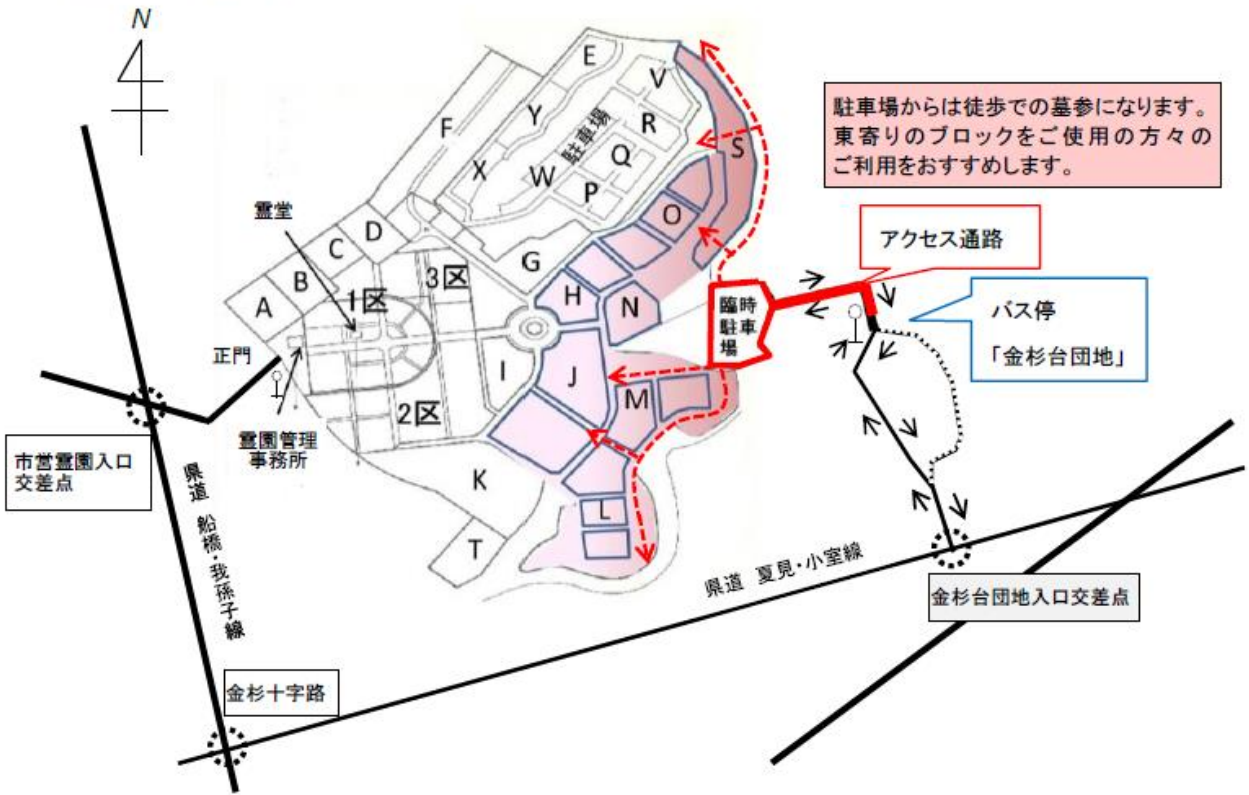 N
駐車場からは徒歩での墓参になります。
東寄りのブロックをご使用の方々の
ご利用をおすすめします。
E
V
F
Y
駐車場
R
S
X
W
Q
P
O
霊堂
アクセス通路
D
C
G
B
3区
A
1区
H
N
臨時
駐車
場
バス停
「金杉台団地」
正門
I
J
M
2区
霊園管理
事務所
市営霊園入口
交差点
K
L
T
県道 船橋・我孫子線
県道 夏見・小室線
金杉台団地入口交差点
金杉十字路